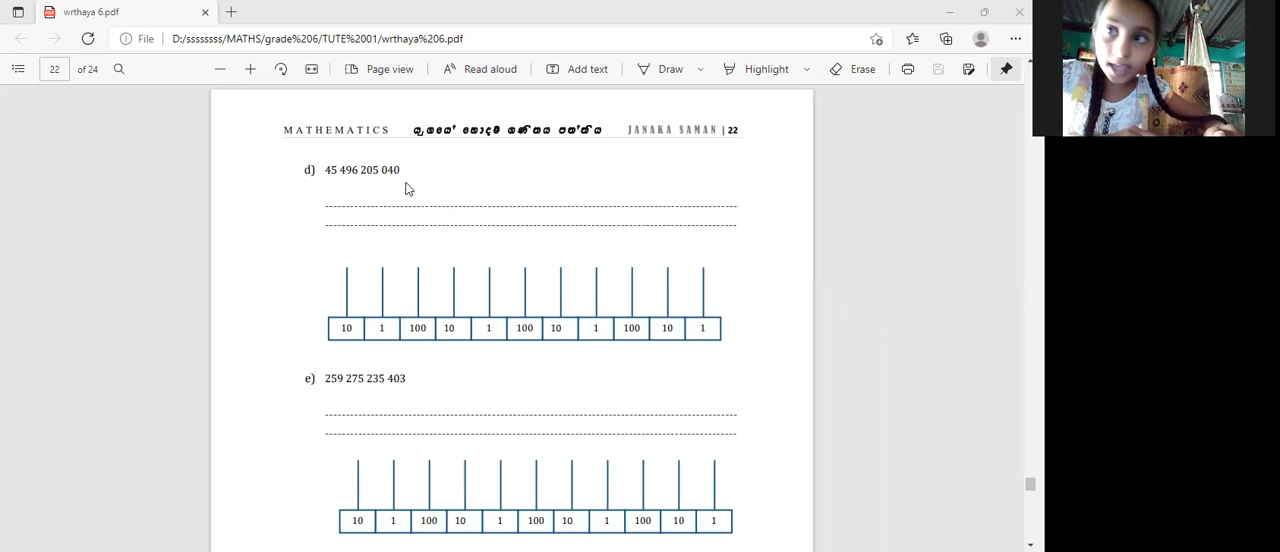 wrthaya 6.pdf
File D:/ssssssss/MATHS/grade%206/TUTE%2001/wrthaya%206.pdf
22 of 24 Page view Read aloud Add text Draw Highlight Erase
MATHEMATICS ගණිතය JANAKA SAMAN | 22
d) 45 496 205 040
10 1 100 10 1 100 10 1 100 10 1
e) 259 275 235 403
10 1 100 10 1 100 10 1 100 10 1